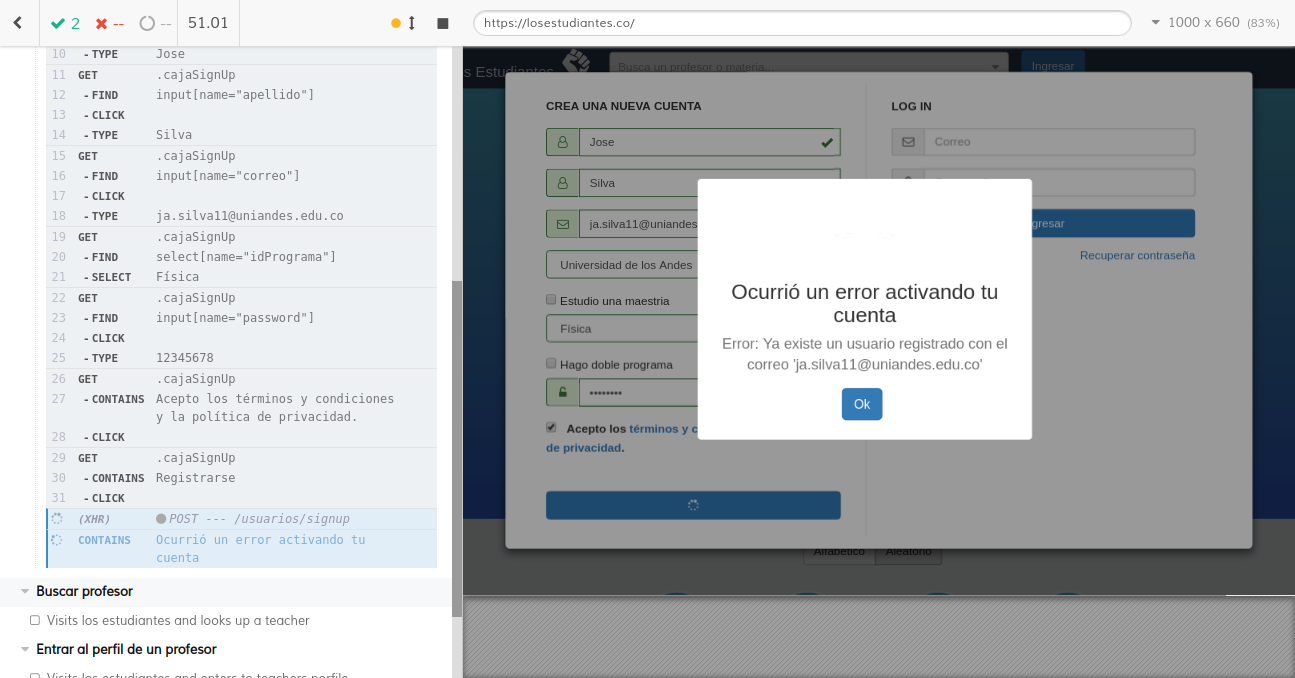 2 -- -- 51.01
https://losestudiantes.co/
1000 x 660 (83%)
10 - TYPE Jose
11 GET .cajaSignUp
12 - FIND input[name="apellido"]
13 - CLICK
14 - TYPE Silva
15 GET .cajaSignUp
16 - FIND input[name="correo"]
17 - CLICK
18 - TYPE ja.silva11@uniandes.edu.co
19 GET .cajaSignUp
20 - FIND select[name="idPrograma"]
21 - SELECT Física
22 GET .cajaSignUp
23 - FIND input[name="password"]
24 - CLICK
25 - TYPE 12345678
26 GET .cajaSignUp
27 - CONTAINS Acepto los términos y condiciones
y la política de privacidad.
28 - CLICK
29 GET .cajaSignUp
30 - CONTAINS Registrarse
31 - CLICK
(XHR) POST --- /usuarios/signup
CONTAINS Ocurrió un error activando tu
cuenta
Buscar profesor
Visits los estudiantes and looks up a teacher
Entrar al perfil de un profesor
Visits los estudiantes and enters to teachers perfile
s Estudiantes
Busca un profesor o materia...
Ingresar
CREA UNA NUEVA CUENTA
Jose
Silva
ja.silva11@uniandes
Universidad de los Andes
Estudio una maestria
Física
Hago doble programa
••••••••
Acepto los términos y c
de privacidad.
LOG IN
Correo
gresar
Recuperar contraseña
Ocurrió un error activando tu
cuenta
Error: Ya existe un usuario registrado con el
correo 'ja.silva11@uniandes.edu.co'
Ok
Alfabético Aleatorio